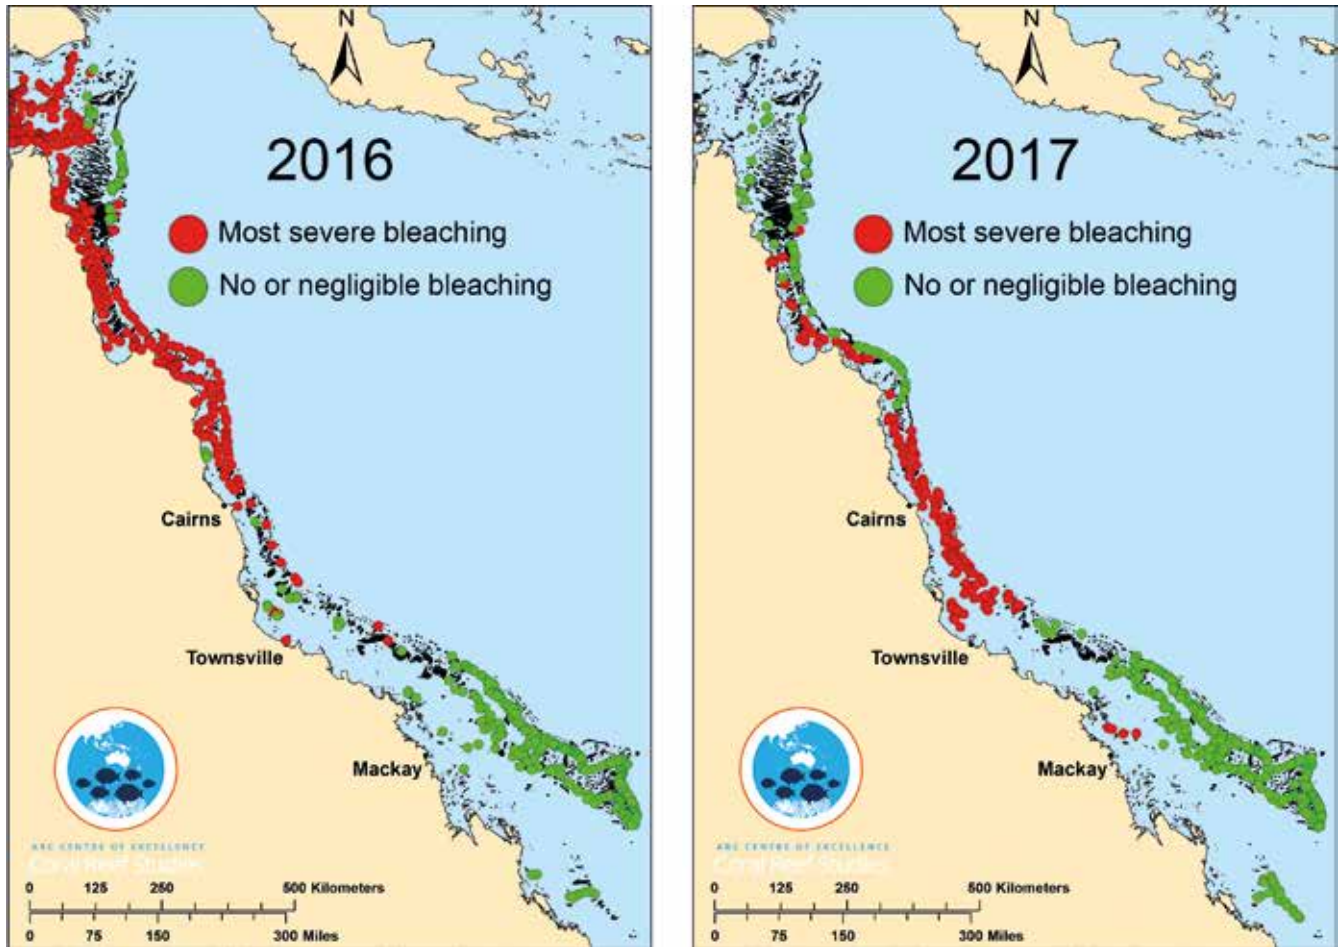 N
2016
Most severe bleaching
No or negligible bleaching
Cairns
Townsville
Mackay
ARC CENTRE OF EXCELLENCE
Coral Reef Studies
0 125 250 500 Kilometers
0 75 150 300 Miles
N
2017
Most severe bleaching
No or negligible bleaching
Cairns
Townsville
Mackay
ARC CENTRE OF EXCELLENCE
Coral Reef Studies
0 125 250 500 Kilometers
0 75 150 300 Miles